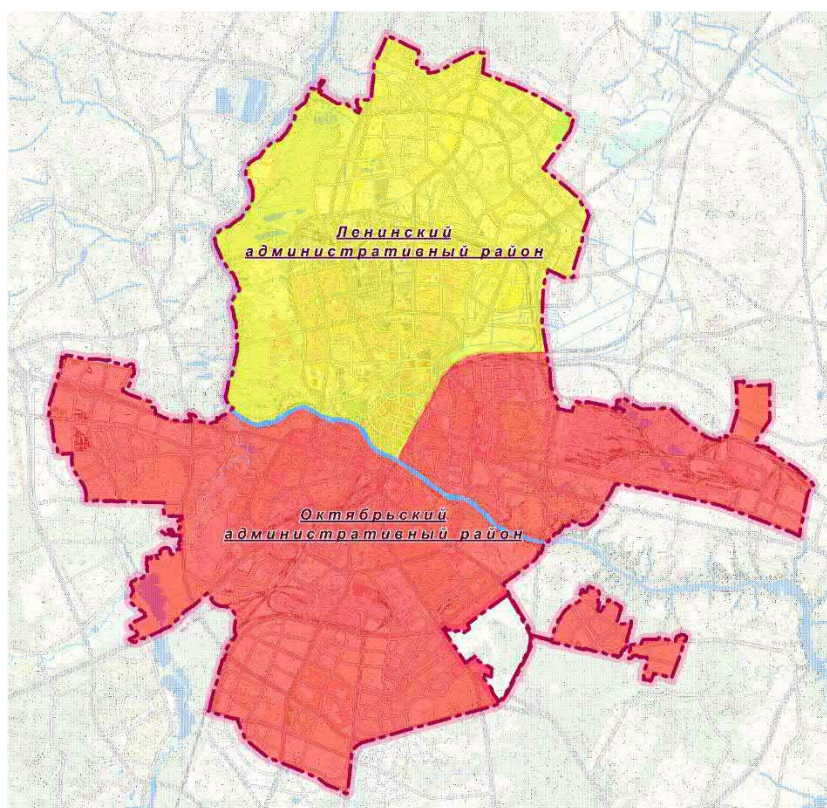 Ленинский
административный район
Октябрьский
административный район